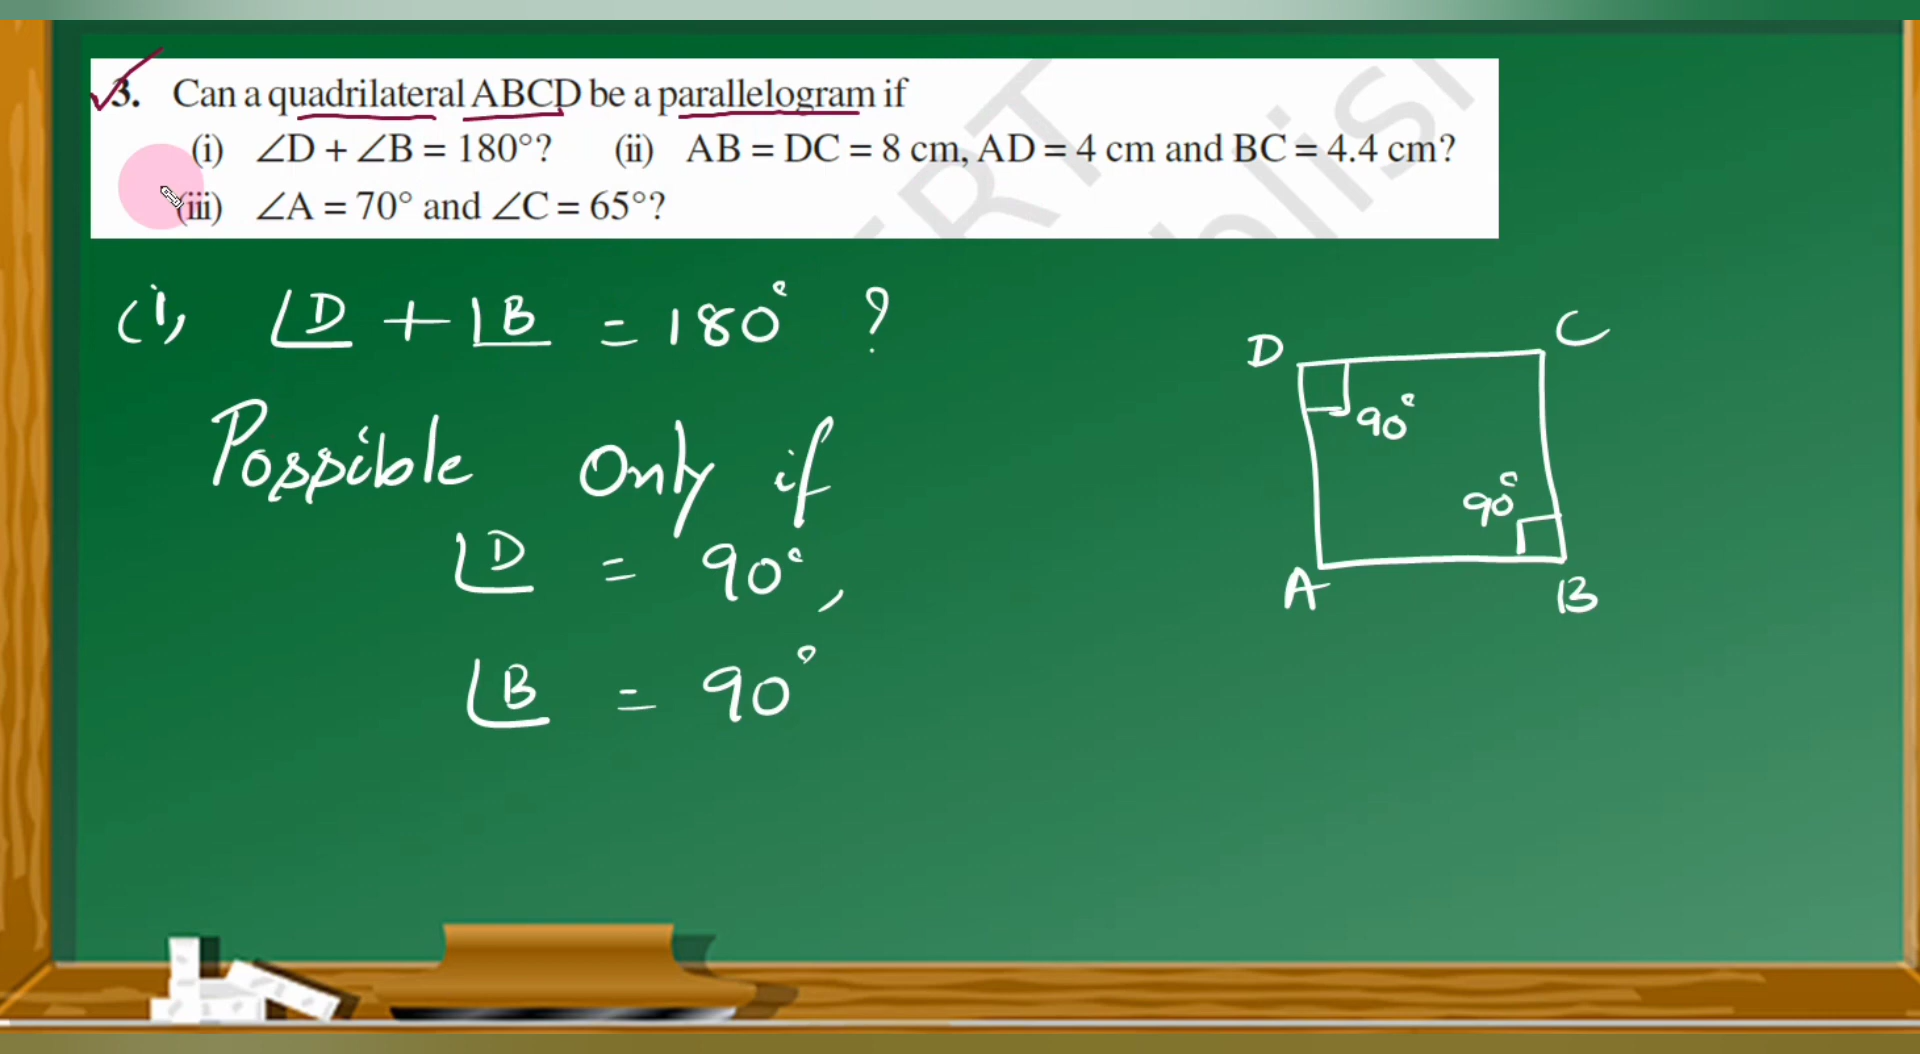 3. Can a quadrilateral ABCD be a parallelogram if
(i) ∠D + ∠B = 180°? (ii) AB = DC = 8 cm, AD = 4 cm and BC = 4.4 cm?
(iii) ∠A = 70° and ∠C = 65°?
(i) ∠D + ∠B = 180° ?
Possible Only if
∠D = 90°,
∠B = 90°
D C
90°
90°
A B